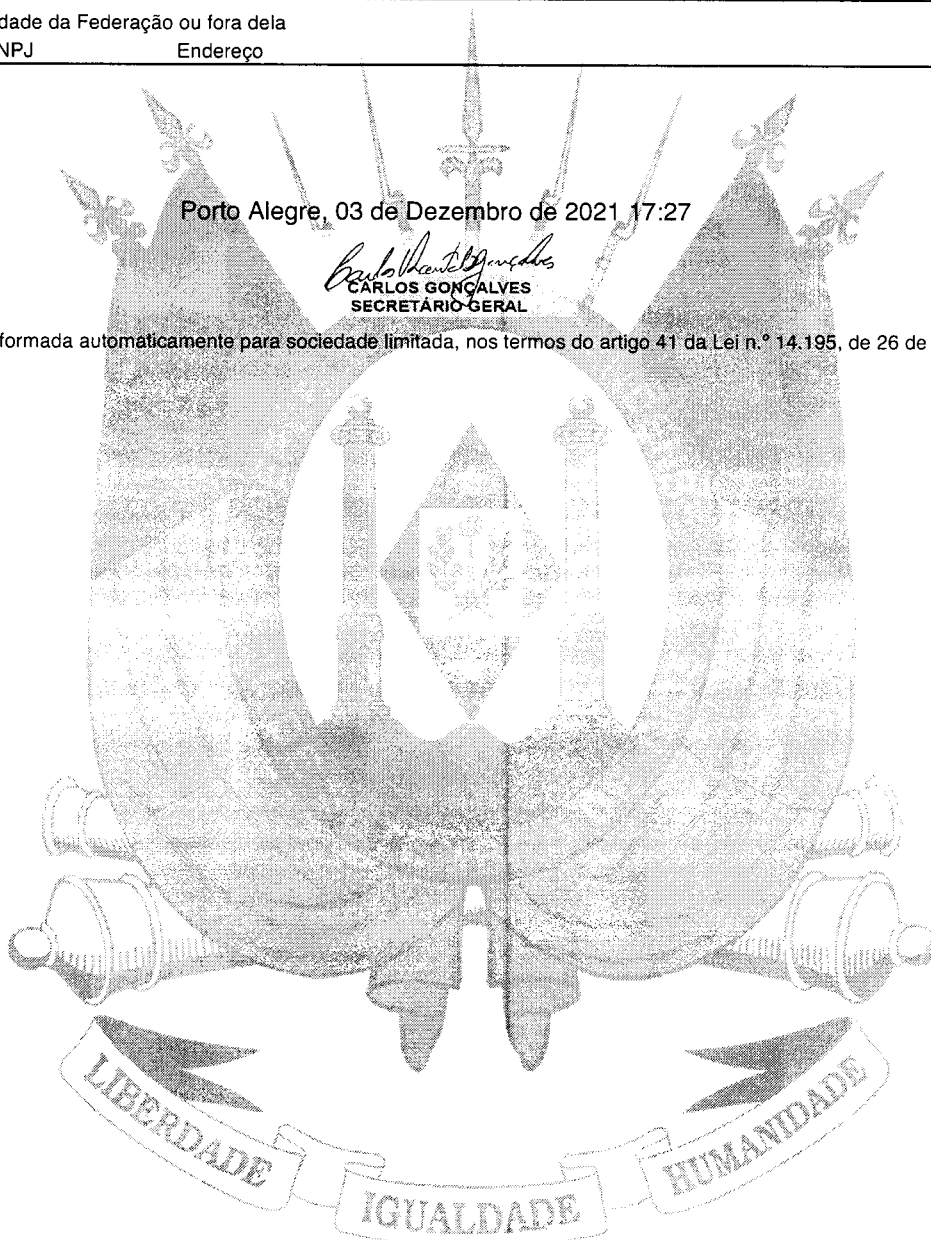 dade da Federação ou fora dela
NPJ Endereço
Porto Alegre, 03 de Dezembro de 2021 17:27
CARLOS GONÇALVES
SECRETÁRIO GERAL
formada automaticamente para sociedade limitada, nos termos do artigo 41 da Lei n.º 14.195, de 26 de
LIBERDADE
IGUALDADE
HUMANIDADE